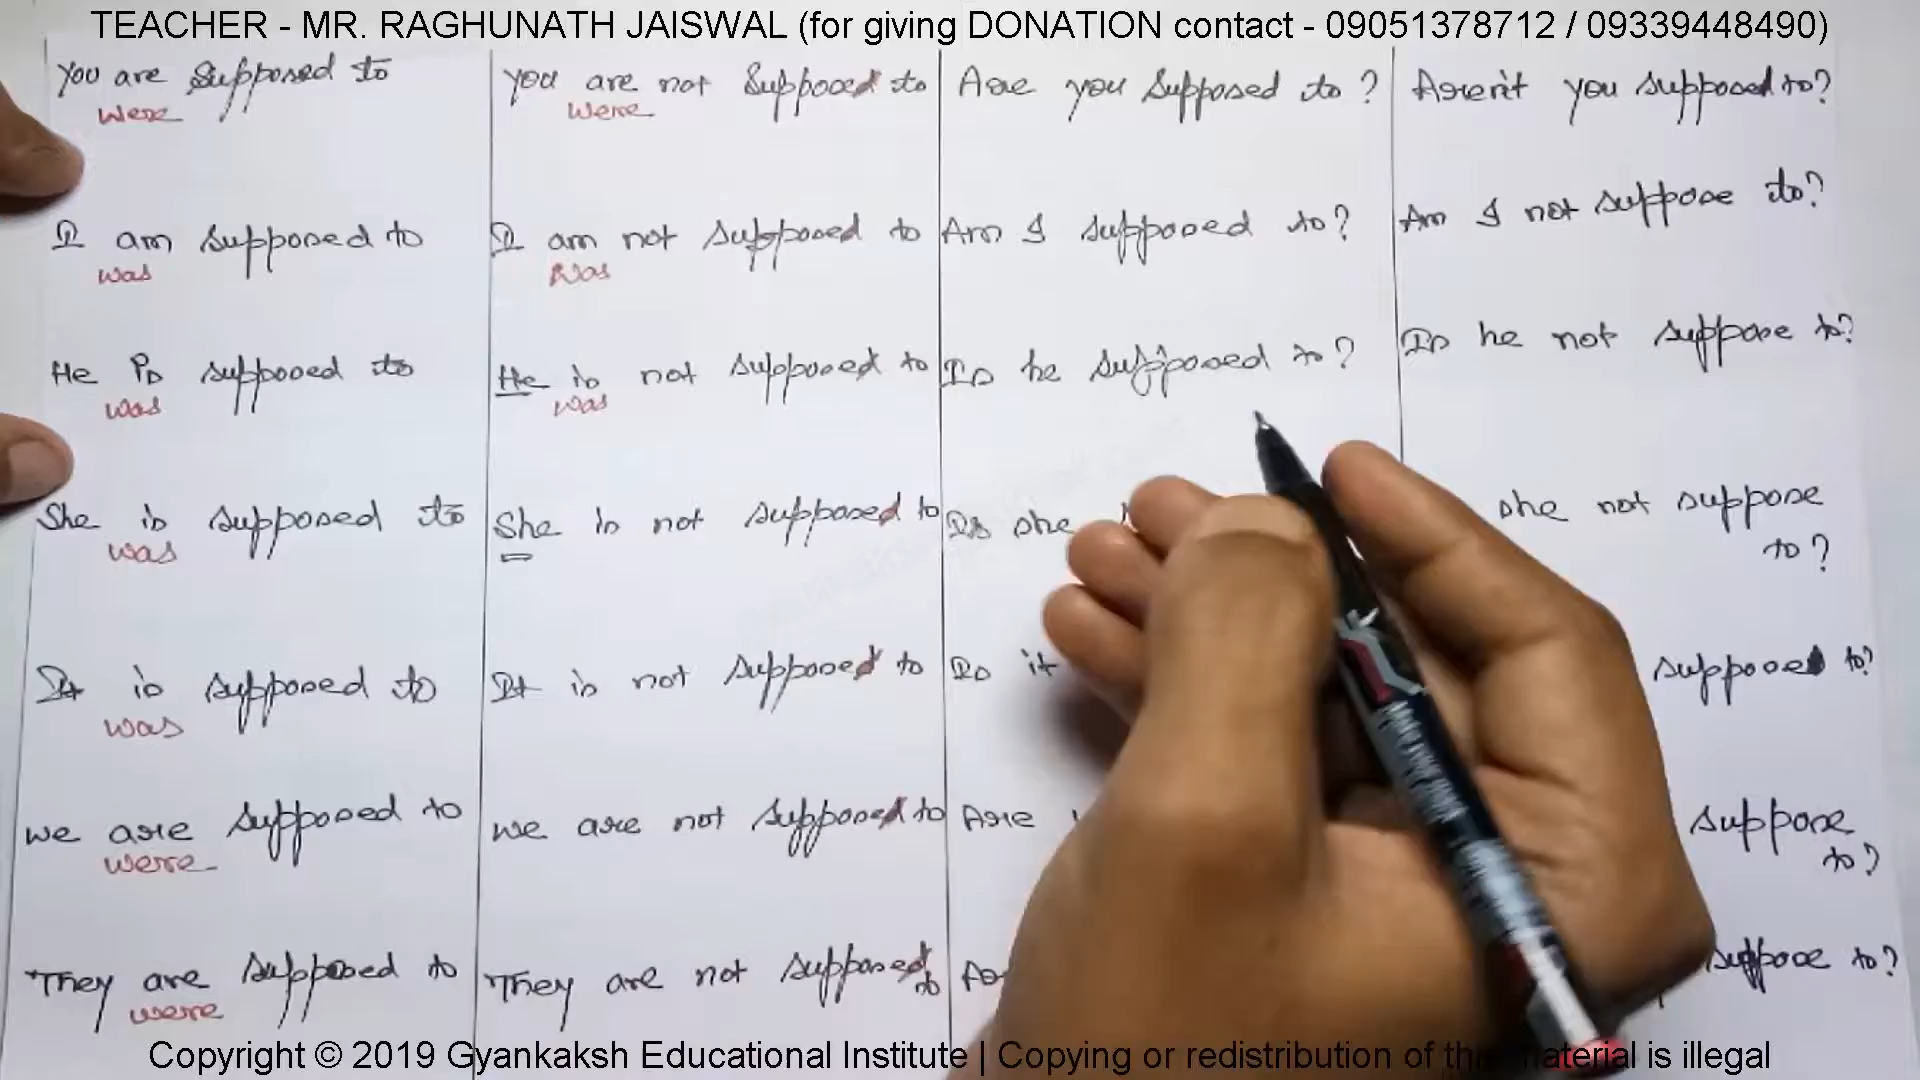 TEACHER - MR. RAGHUNATH JAISWAL (for giving DONATION contact - 09051378712 / 09339448490)
You are supposed to
were
You are not supposed to
were
Are you supposed to ?
Aren't you supposed to?
I am supposed to
was
I am not supposed to
was
Am I supposed to?
Am I not suppose to?
He is supposed to
was
He is not supposed to
was
Is he supposed to?
Is he not suppose to?
She is supposed to
was
She is not supposed to
Is she
she not suppose
to?
It is supposed to
was
It is not supposed to
Is it
supposed to?
we are supposed to
were
we are not supposed to
Are
suppose
to?
They are supposed to
were
They are not supposed
to
suppose to?
Copyright © 2019 Gyankaksh Educational Institute | Copying or redistribution of this material is illegal